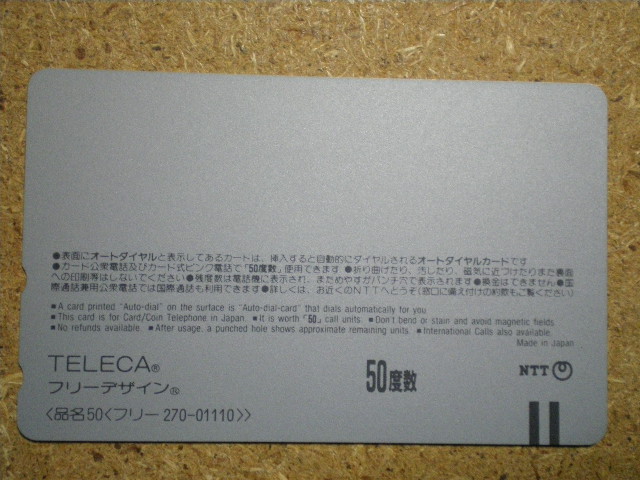 ●表面にオートダイヤルと表示してあるカードは、挿入すると自動的にダイヤルされるオートダイヤルカードです
●カード公衆電話及びカード式ピンク電話で「50度数」使用できます ●折り曲げたり、汚したり、磁気に近づけたりまた裏面
への印刷等はしないでください ●残度数は電話機に表示され、まためやすがパンチ穴で表示されます ●換金はできません ●国
際通話兼用公衆電話では国際通話も利用できます ●詳しくは、お近くのNTTへどうぞ（窓口に備え付けの約款もご覧ください）
■A card printed "Auto-dial" on the surface is "Auto-dial-card" that dials automatically for you
■This card is for Card/Coin Telephone in Japan. ■It is worth「50」call units. ■Don't bend or stain and avoid magnetic fields
■No refunds available. ■After usage, a punched hole shows approximate remaining units. ■International Calls also available.
Made in Japan
TELECA®
フリーデザイン®
50度数
NTT
〈品名50〈フリー 270-01110〉〉